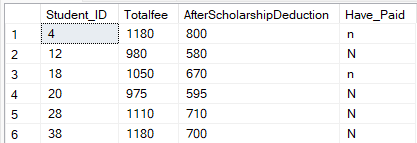 Student_ID Totalfee AfterScholarshipDeduction Have_Paid
1 4 1180 800 n
2 12 980 580 N
3 18 1050 670 n
4 20 975 595 N
5 28 1110 710 N
6 38 1180 700 N